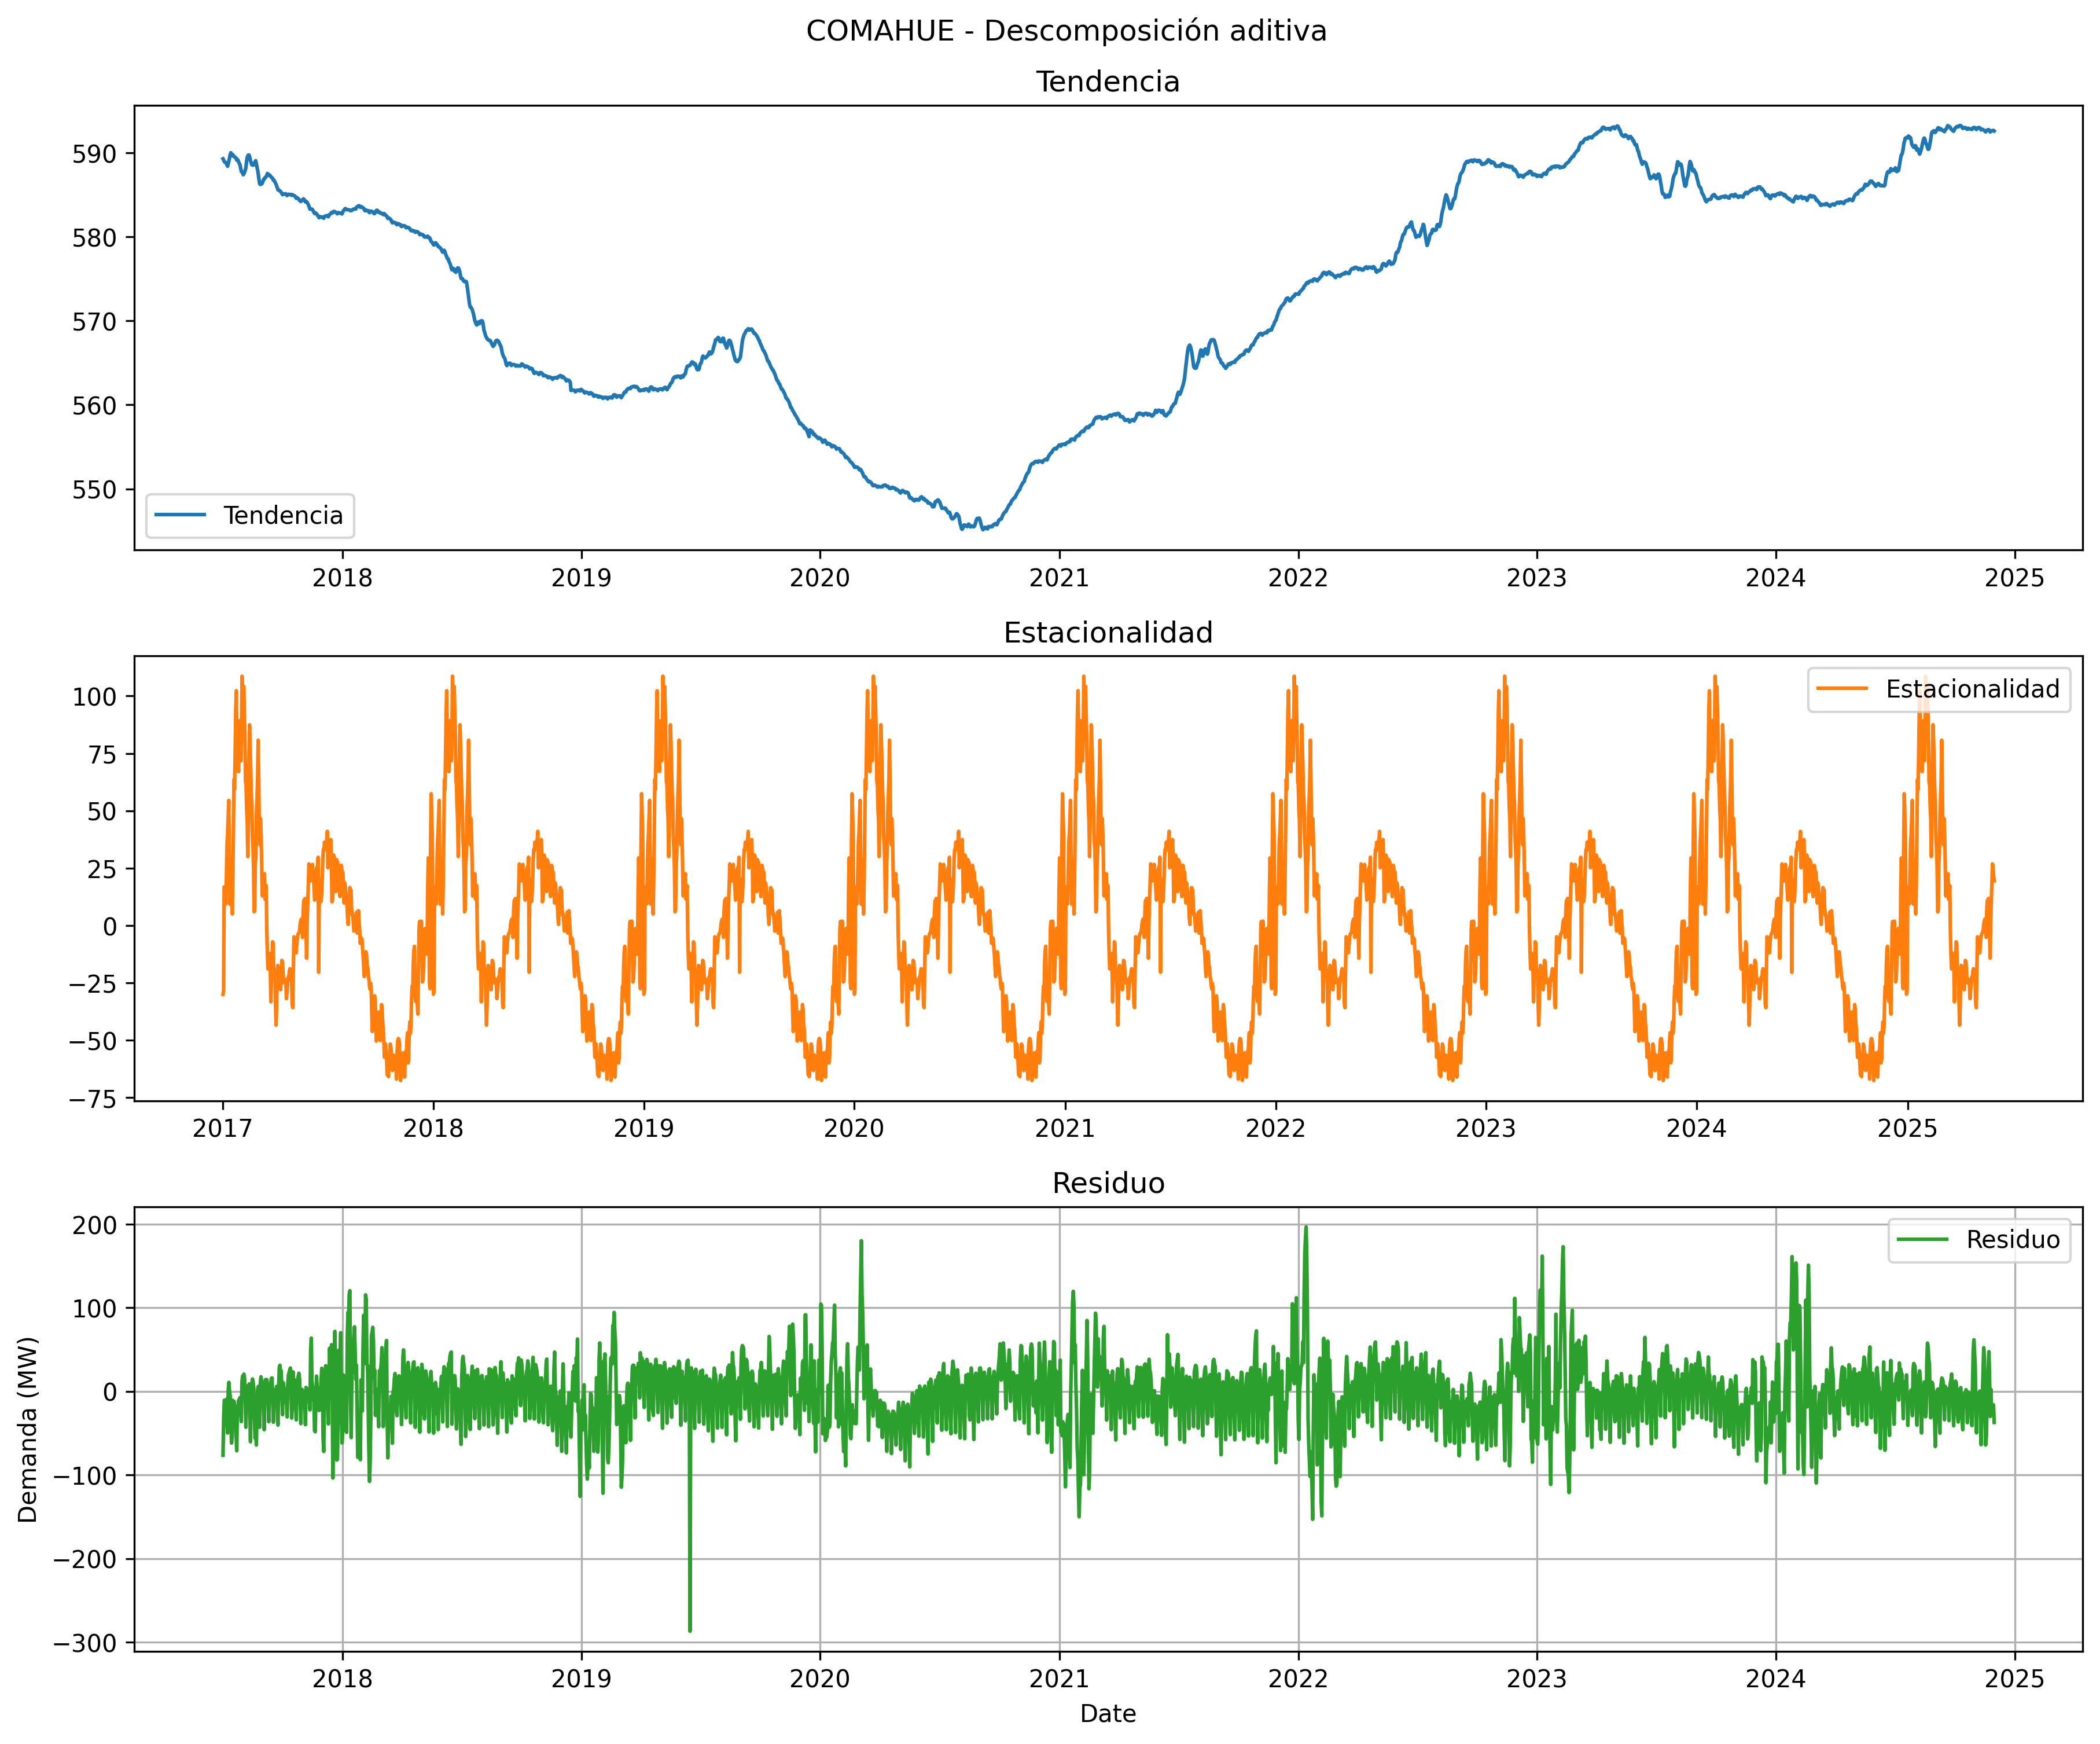 COMAHUE - Descomposición aditiva
Tendencia
590
580
570
560
550
Tendencia
2018 2019 2020 2021 2022 2023 2024 2025
Estacionalidad
100
75
50
25
0
−25
−50
−75
Estacionalidad
2017 2018 2019 2020 2021 2022 2023 2024 2025
Residuo
200
100
0
−100
−200
−300
Demanda (MW)
Residuo
2018 2019 2020 2021 2022 2023 2024 2025
Date